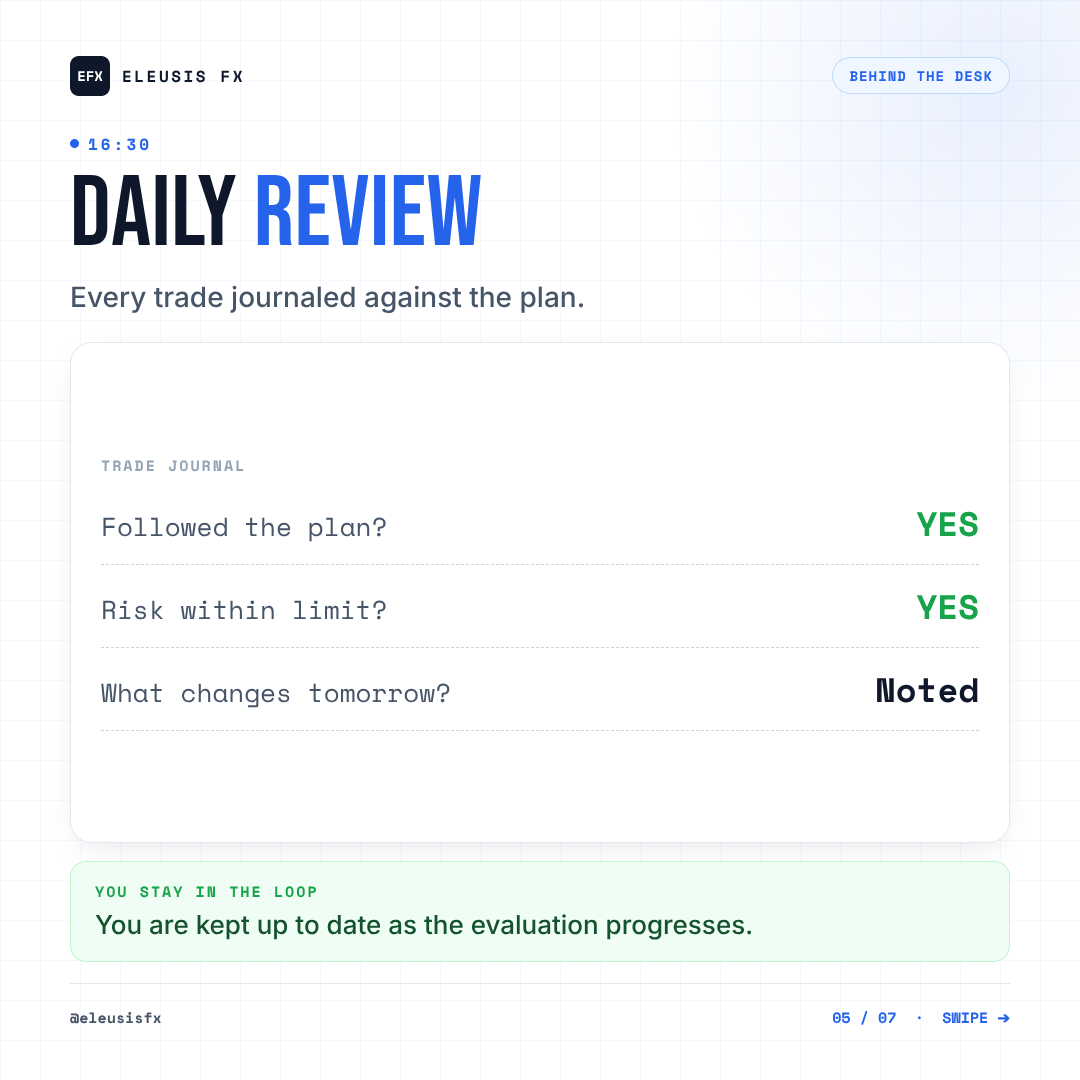 EFX ELEUSIS FX
BEHIND THE DESK
16:30
DAILY REVIEW
Every trade journaled against the plan.
TRADE JOURNAL
Followed the plan? YES
Risk within limit? YES
What changes tomorrow? Noted
YOU STAY IN THE LOOP
You are kept up to date as the evaluation progresses.
@eleusisfx
05 / 07 · SWIPE →